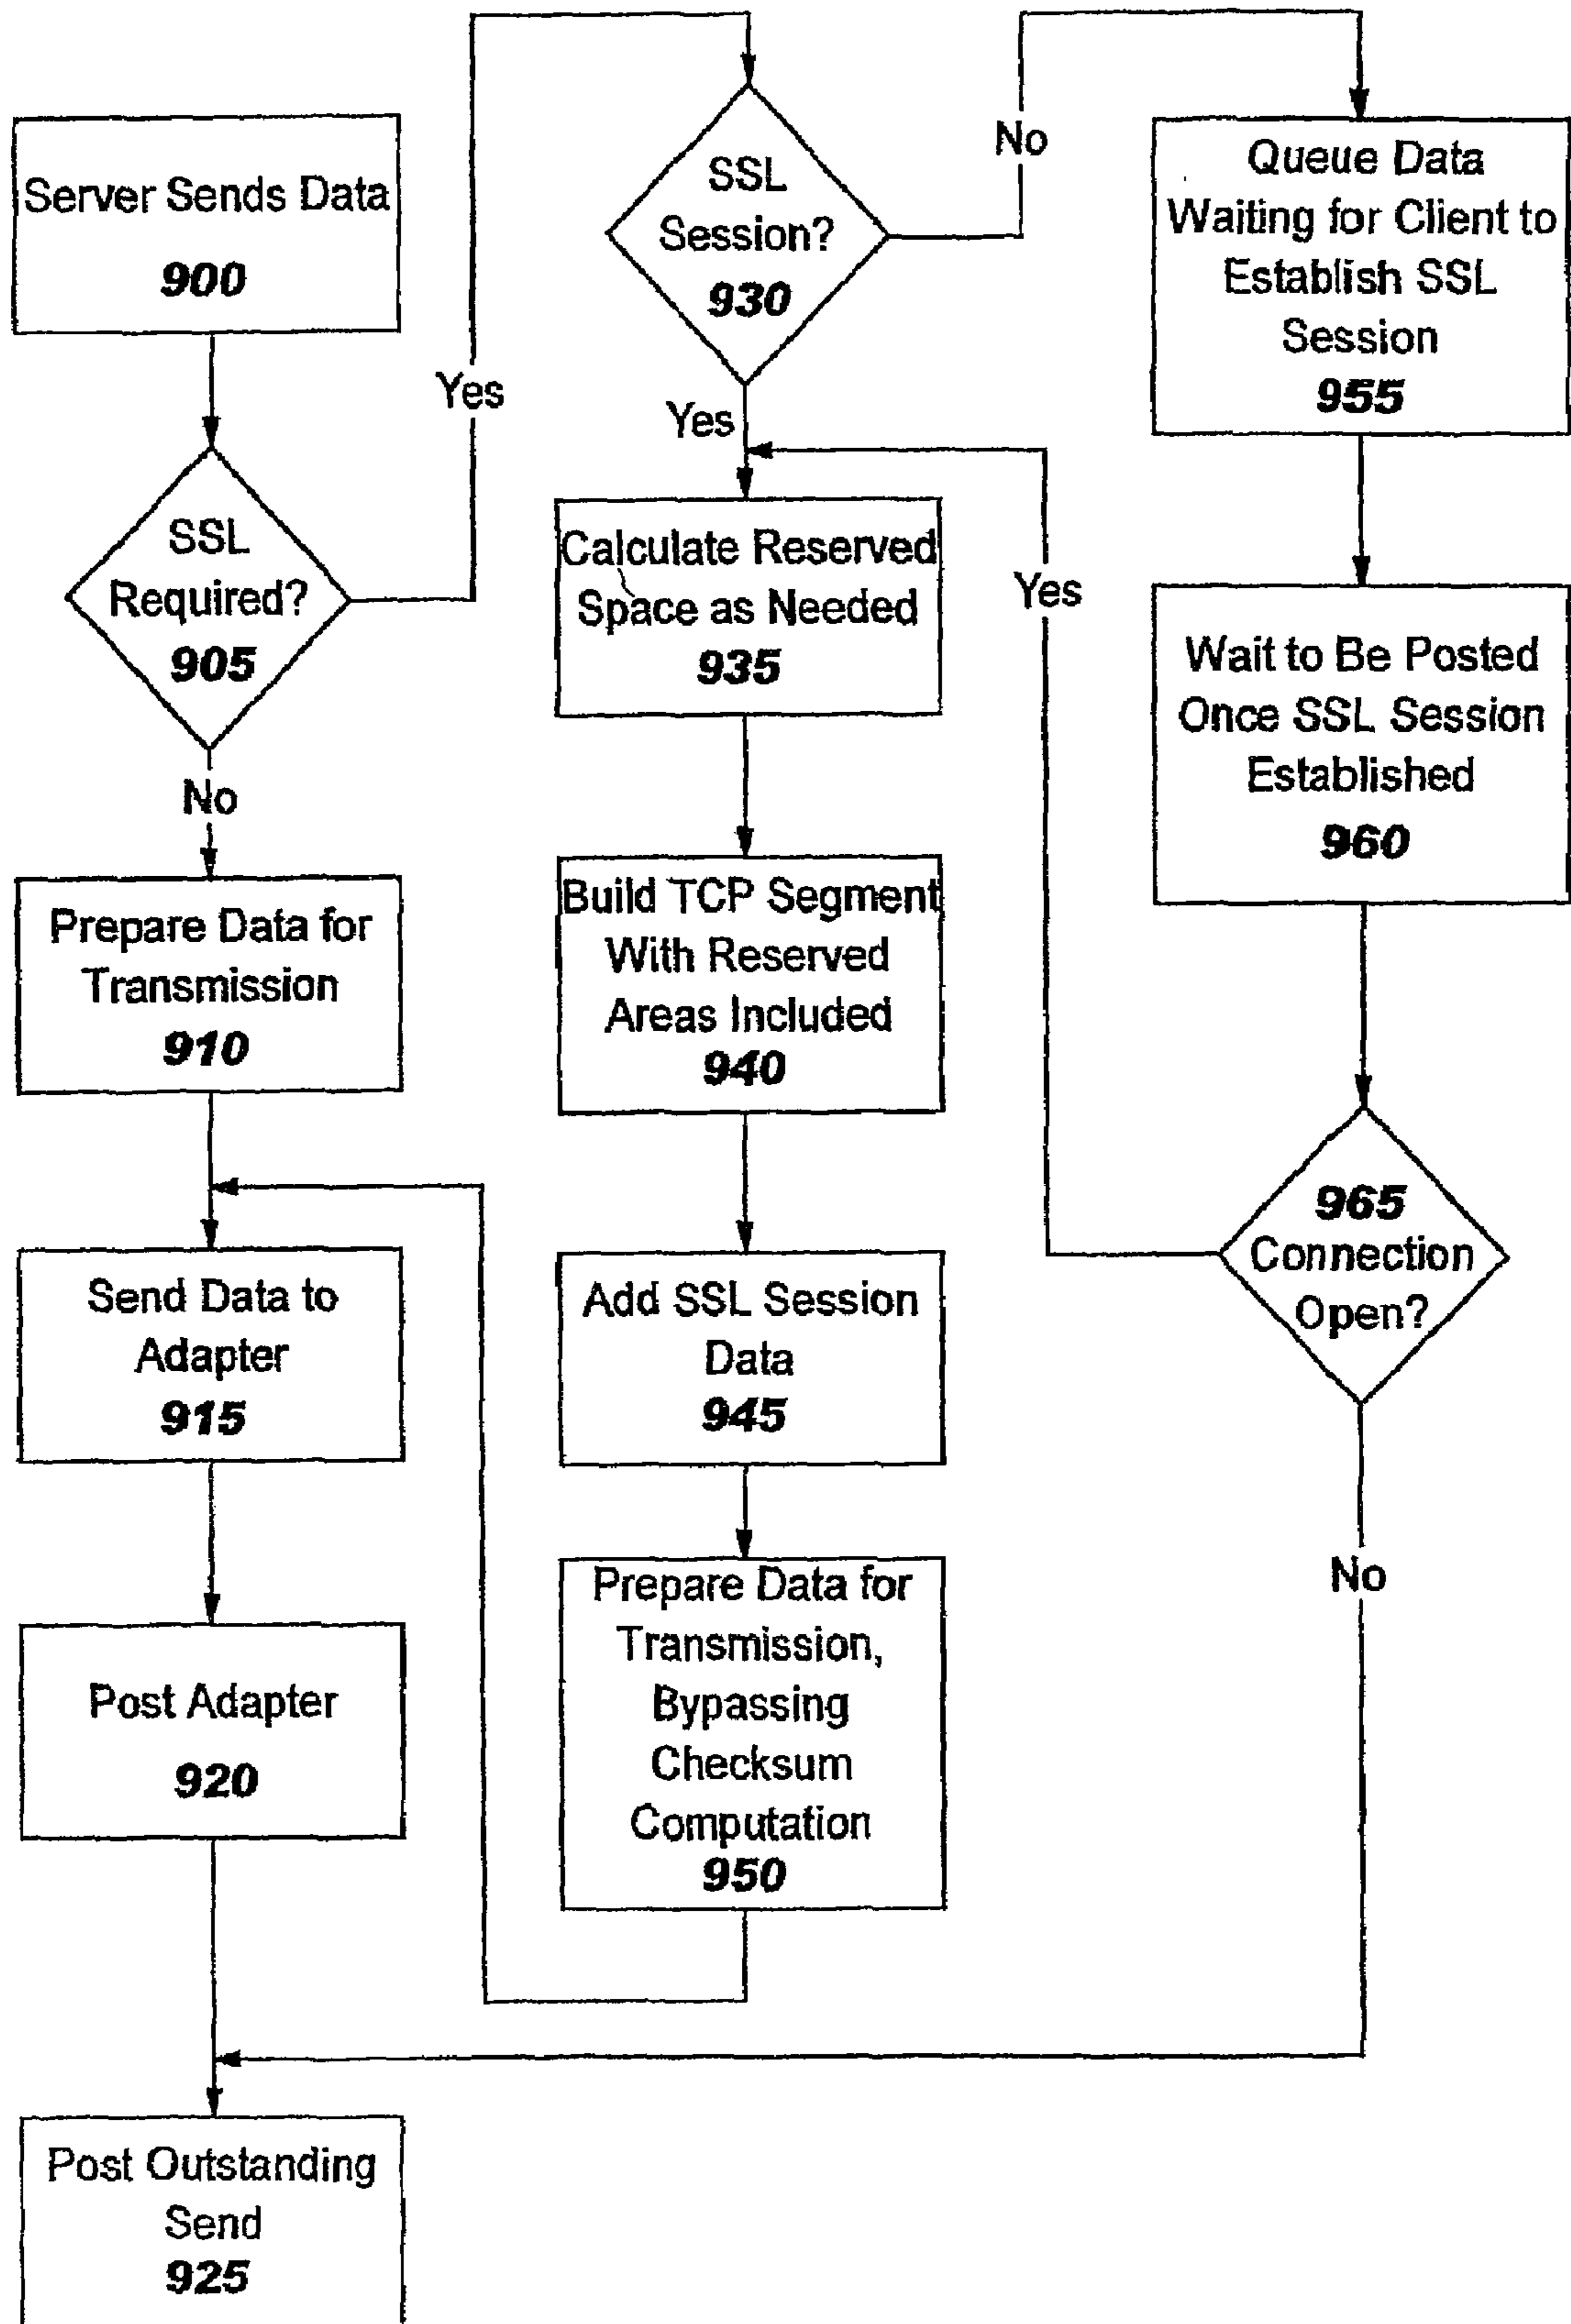 Server Sends Data
900
SSL
Required?
905
Yes
No
Prepare Data for
Transmission
910
Send Data to
Adapter
915
Post Adapter
920
Post Outstanding
Send
925
SSL
Session?
930
No
Yes
Calculate Reserved
Space as Needed
935
Build TCP Segment
With Reserved
Areas Included
940
Add SSL Session
Data
945
Prepare Data for
Transmission,
Bypassing
Checksum
Computation
950
Queue Data
Waiting for Client to
Establish SSL
Session
955
Wait to Be Posted
Once SSL Session
Established
960
965
Connection
Open?
Yes
No